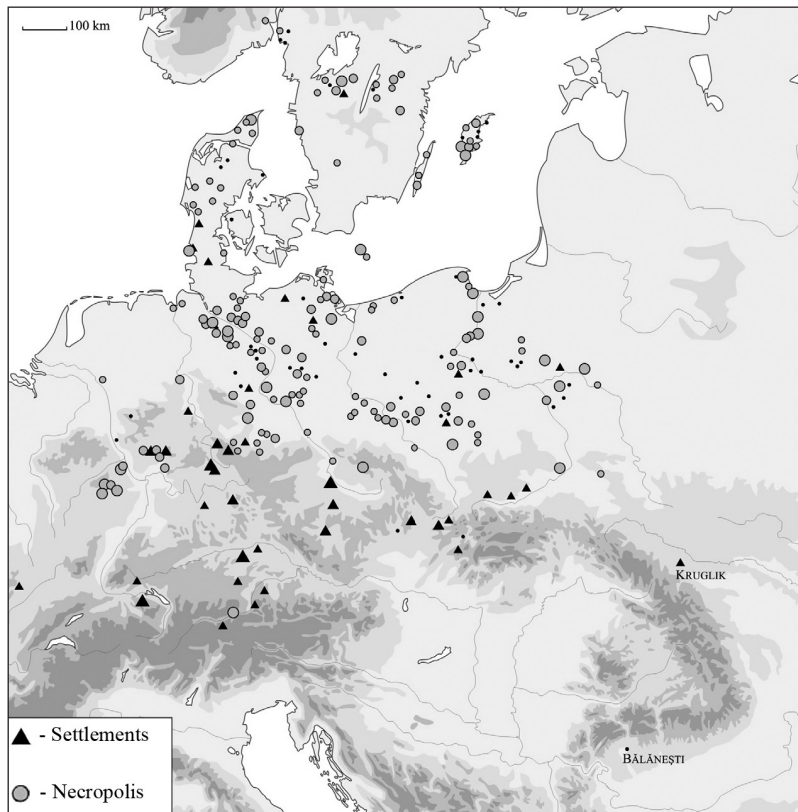 100 km
KRUGLIK
- Settlements
BĂLĂNEŞTI
- Necropolis